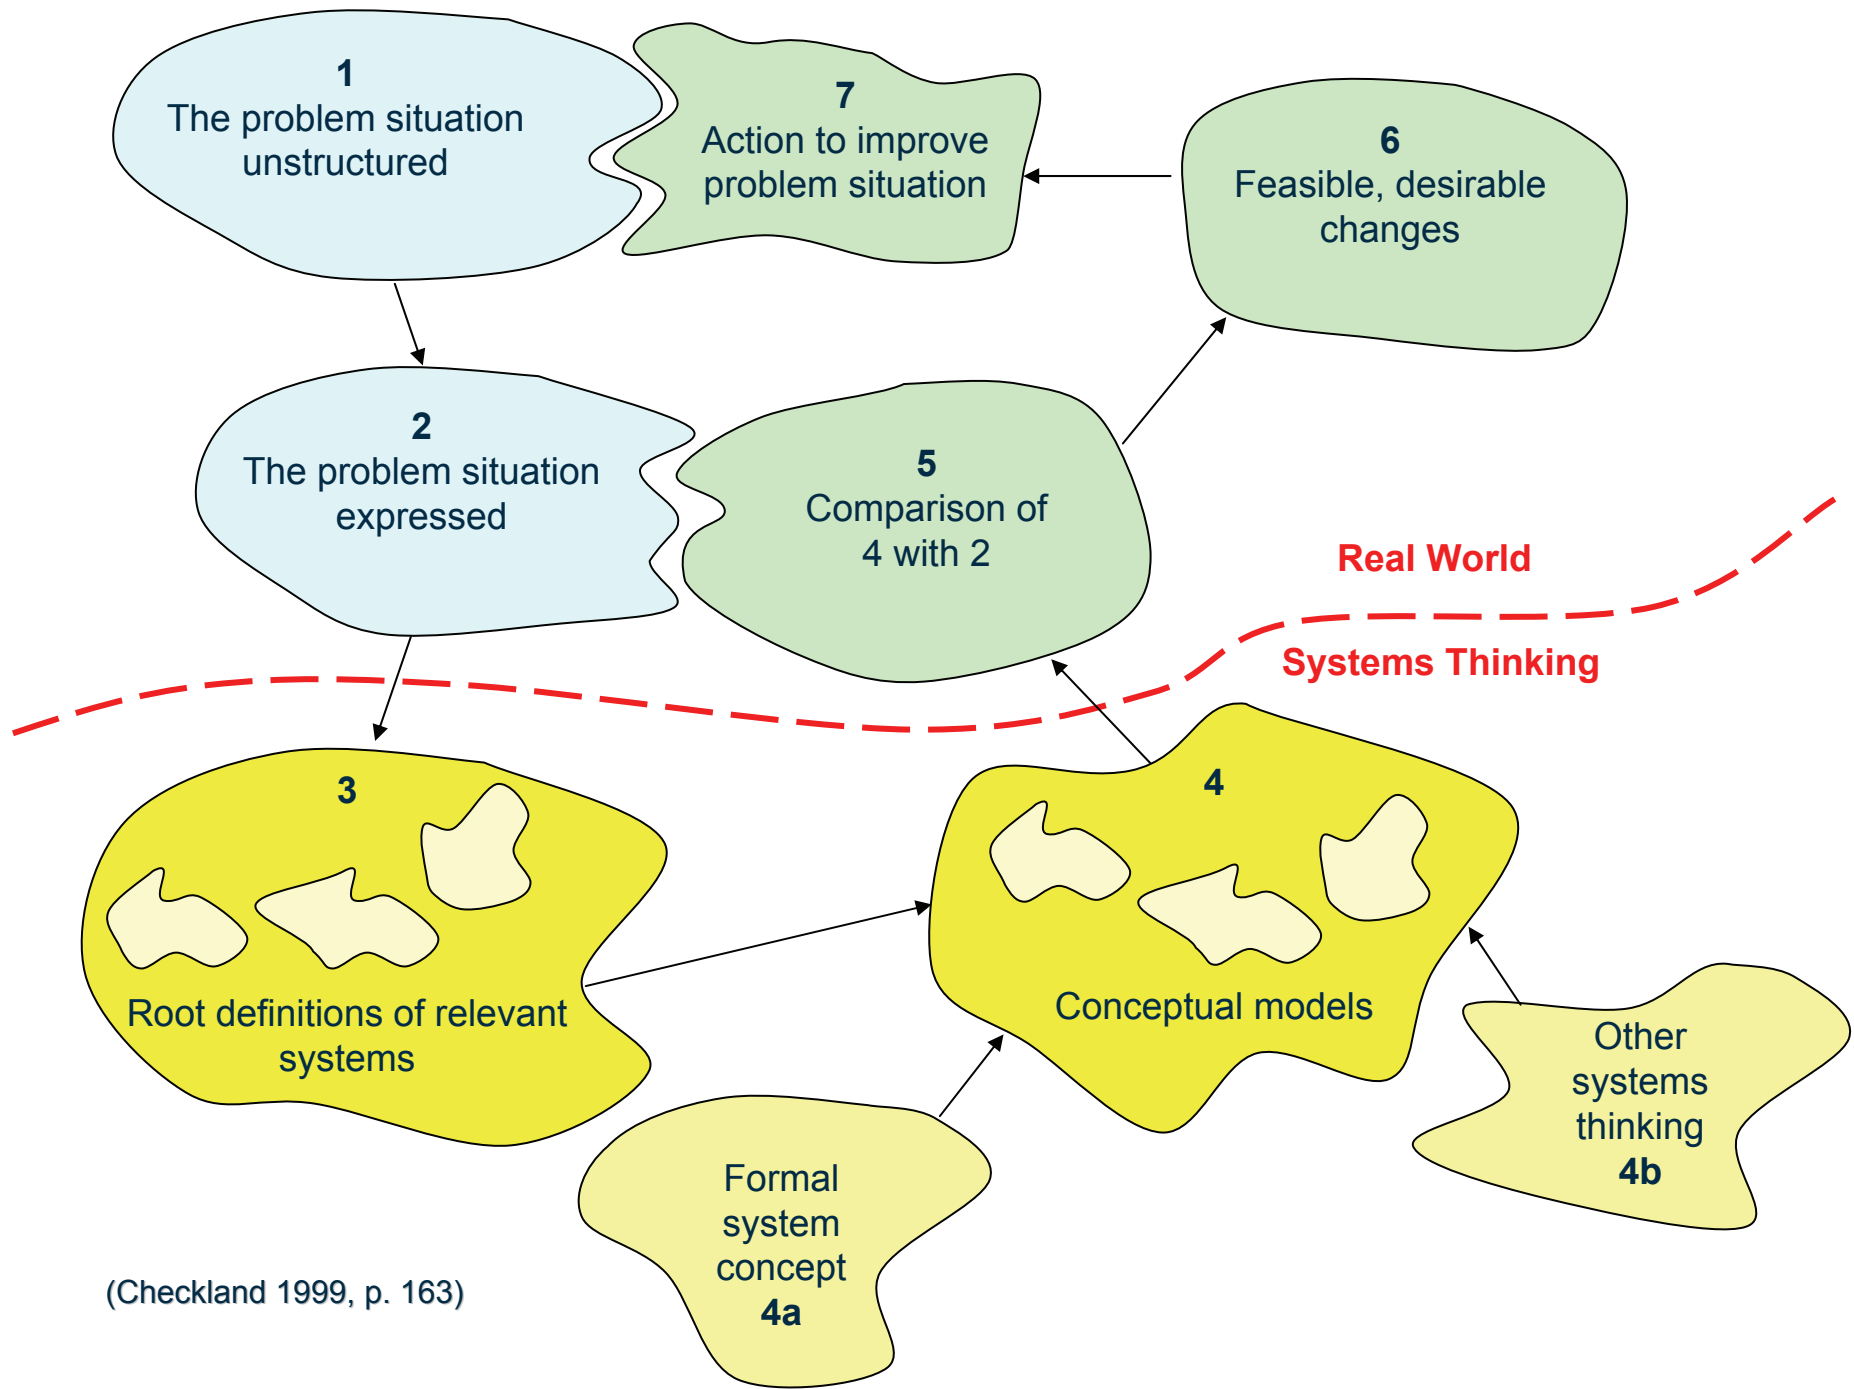 1
The problem situation
unstructured
7
Action to improve
problem situation
6
Feasible, desirable
changes
2
The problem situation
expressed
5
Comparison of
4 with 2
Real World
Systems Thinking
3
Root definitions of relevant
systems
4
Conceptual models
Other
systems
thinking
4b
Formal
system
concept
4a
(Checkland 1999, p. 163)